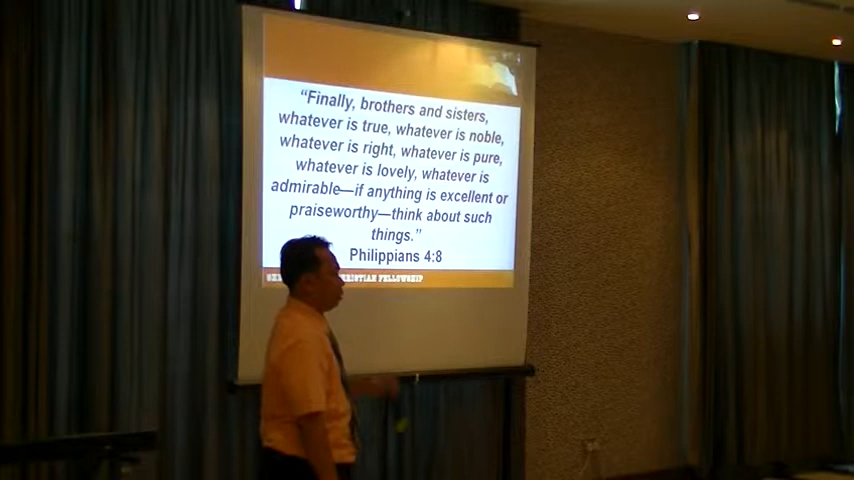 “Finally, brothers and sisters,
whatever is true, whatever is noble,
whatever is right, whatever is pure,
whatever is lovely, whatever is
admirable—if anything is excellent or
praiseworthy—think about such
things.”
Philippians 4:8
CHRISTIAN FELLOWSHIP